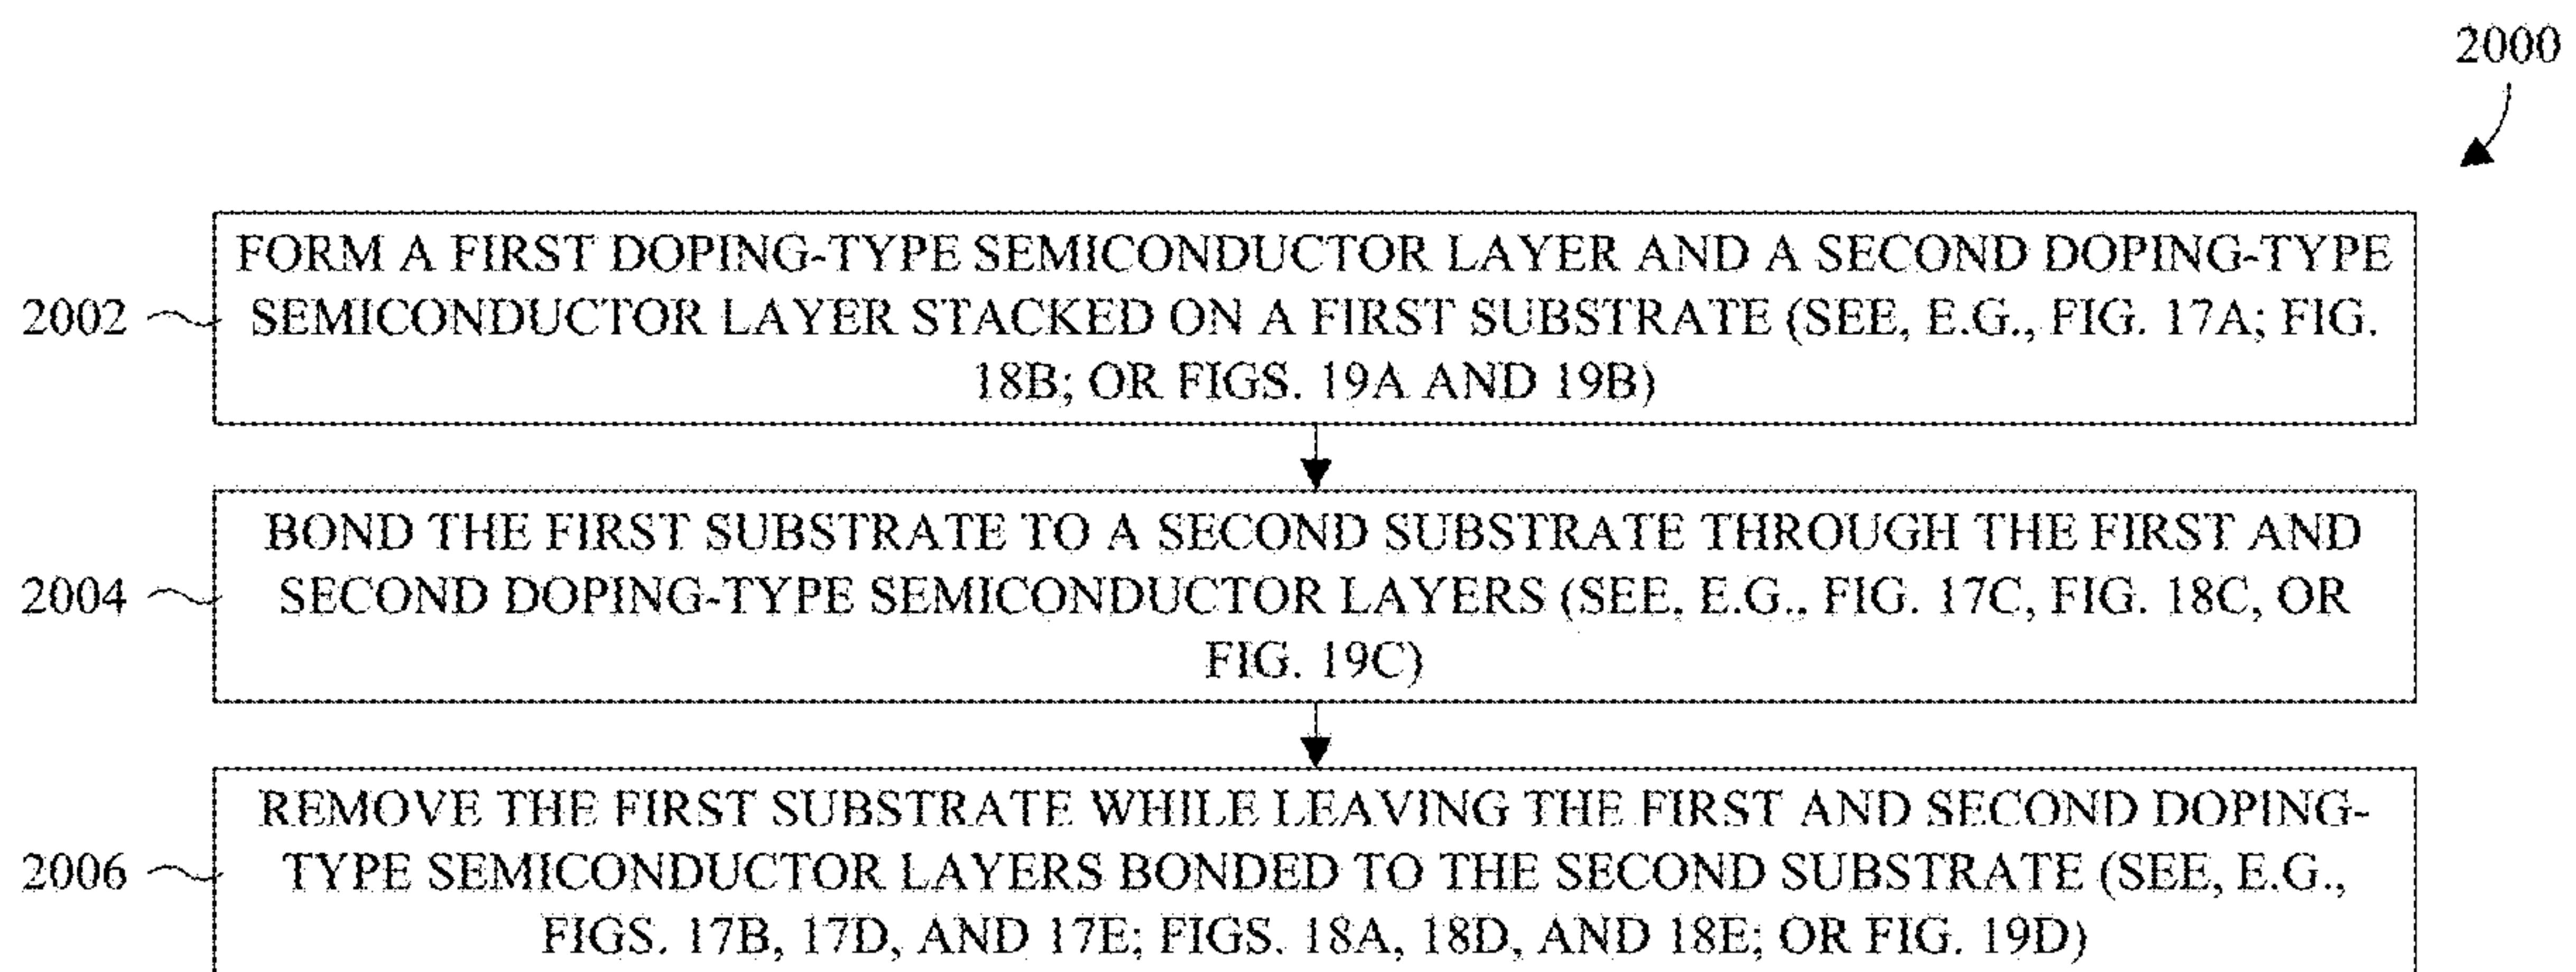 2000
FORM A FIRST DOPING-TYPE SEMICONDUCTOR LAYER AND A SECOND DOPING-TYPE
2002 SEMICONDUCTOR LAYER STACKED ON A FIRST SUBSTRATE (SEE, E.G., FIG. 17A; FIG.
18B; OR FIGS. 19A AND 19B)
BOND THE FIRST SUBSTRATE TO A SECOND SUBSTRATE THROUGH THE FIRST AND
2004 SECOND DOPING-TYPE SEMICONDUCTOR LAYERS (SEE, E.G., FIG. 17C, FIG. 18C, OR
FIG. 19C)
REMOVE THE FIRST SUBSTRATE WHILE LEAVING THE FIRST AND SECOND DOPING-
2006 TYPE SEMICONDUCTOR LAYERS BONDED TO THE SECOND SUBSTRATE (SEE, E.G.,
FIGS. 17B, 17D, AND 17E; FIGS. 18A, 18D, AND 18E; OR FIG. 19D)